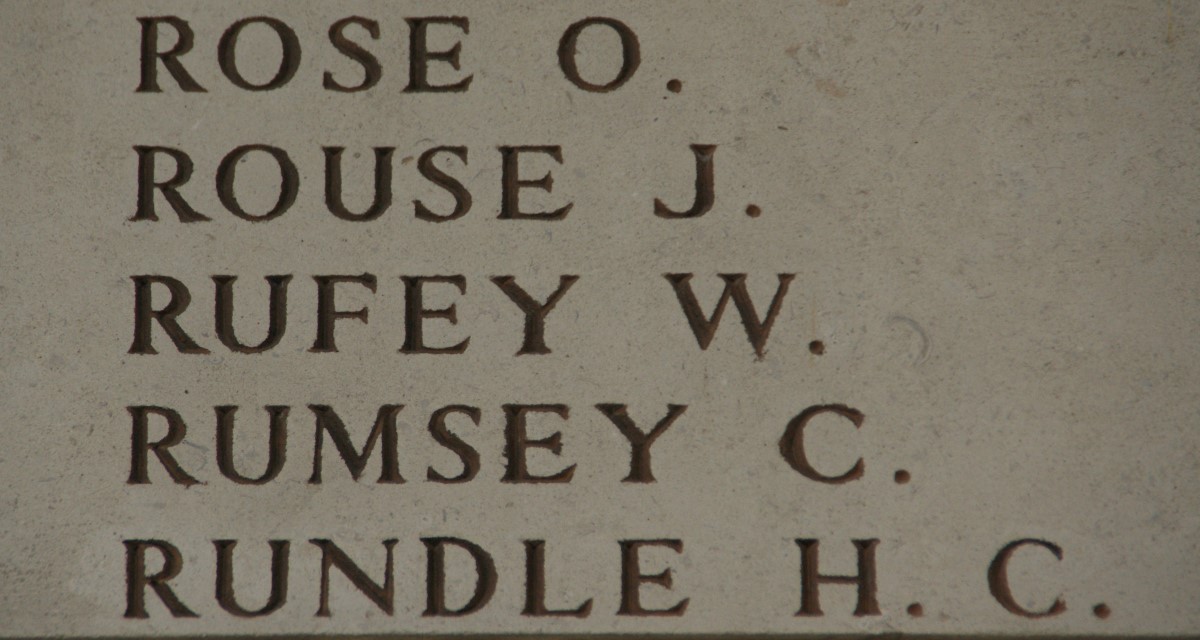 ROSE O.
ROUSE J.
RUFEY W.
RUMSEY C.
RUNDLE H. C.